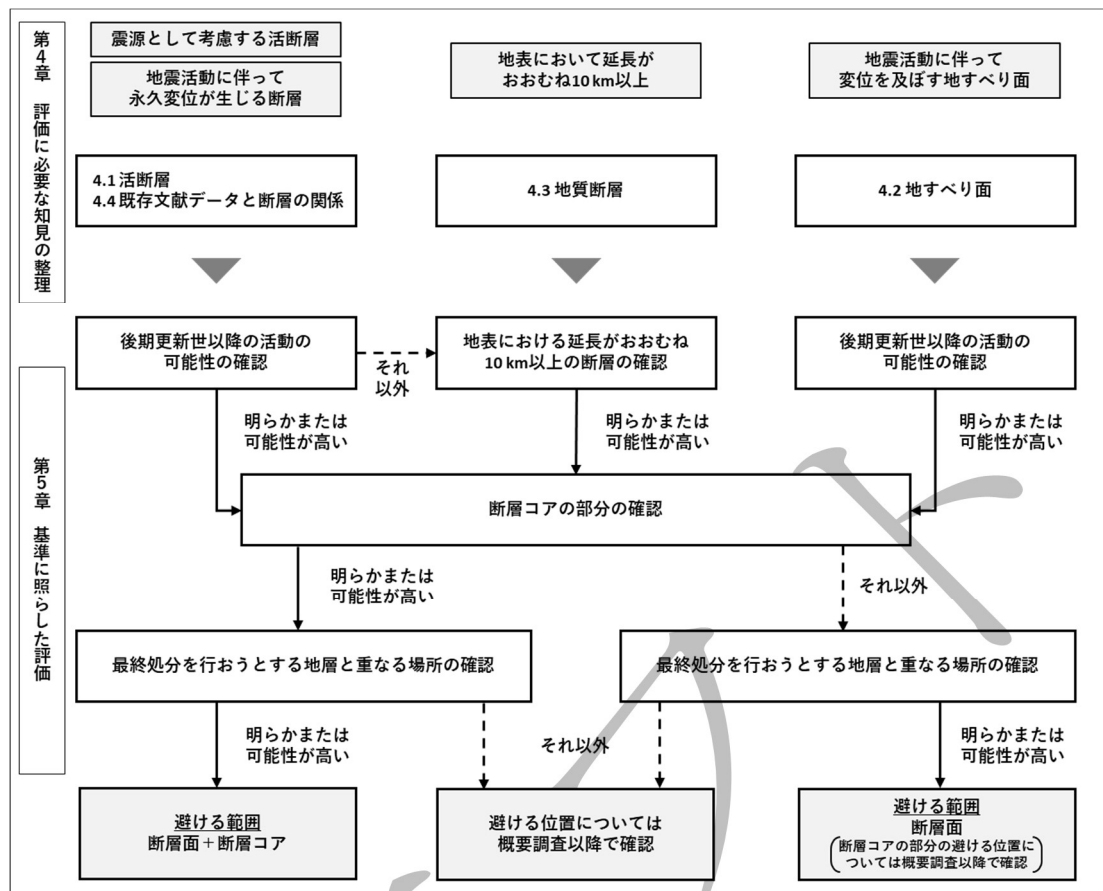 第4章 評価に必要な知見の整理
震源として考慮する活断層
地震活動に伴って
永久変位が生じる断層
地表において延長が
おおむね10 km以上
地震活動に伴って
変位を及ぼす地すべり面
4.1 活断層
4.4 既存文献データと断層の関係
4.3 地質断層
4.2 地すべり面
第5章 基準に照らした評価
後期更新世以降の活動の
可能性の確認
それ
以外
地表における延長がおおむね
10 km以上の断層の確認
後期更新世以降の活動の
可能性の確認
明らかまたは
可能性が高い
明らかまたは
可能性が高い
明らかまたは
可能性が高い
断層コアの部分の確認
明らかまたは
可能性が高い
それ以外
最終処分を行おうとする地層と重なる場所の確認
最終処分を行おうとする地層と重なる場所の確認
明らかまたは
可能性が高い
それ以外
明らかまたは
可能性が高い
避ける範囲
断層面+断層コア
避ける位置については
概要調査以降で確認
避ける範囲
断層面
(断層コアの部分の避ける位置に
ついては概要調査以降で確認)